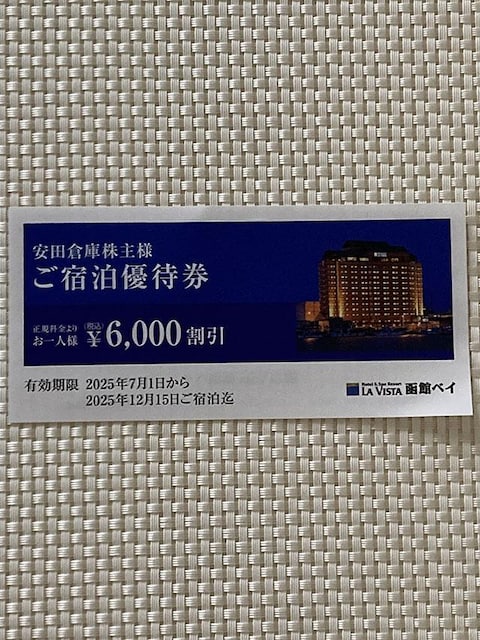 安田倉庫株主様
ご宿泊優待券
正規料金より
お一人様
(税込)
¥6,000割引
有効期限 2025年7月1日から
2025年12月15日ご宿泊迄
Hotel & Spa Resort
LA VISTA 函館ベイ